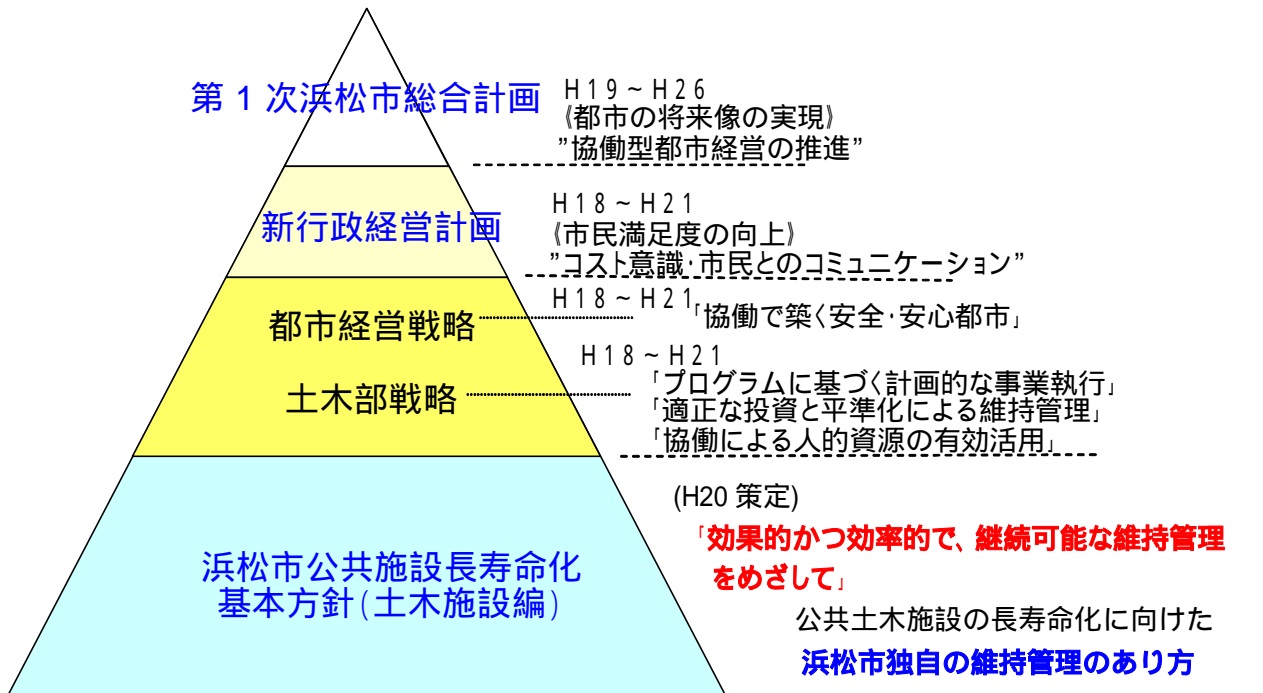 第１次浜松市総合計画
Ｈ１９～Ｈ２６
《都市の将来像の実現》
”協働型都市経営の推進”
新行政経営計画
Ｈ１８～Ｈ２１
《市民満足度の向上》
”コスト意識・市民とのコミュニケーション”
都市経営戦略
Ｈ１８～Ｈ２１
「協働で築く安全・安心都市」
土木部戦略
Ｈ１８～Ｈ２１
「プログラムに基づく計画的な事業執行」
「適正な投資と平準化による維持管理」
「協働による人的資源の有効活用」
浜松市公共施設長寿命化
基本方針（土木施設編）
(H20 策定)
「効果的かつ効率的で、継続可能な維持管理
をめざして」
公共土木施設の長寿命化に向けた
浜松市独自の維持管理のあり方